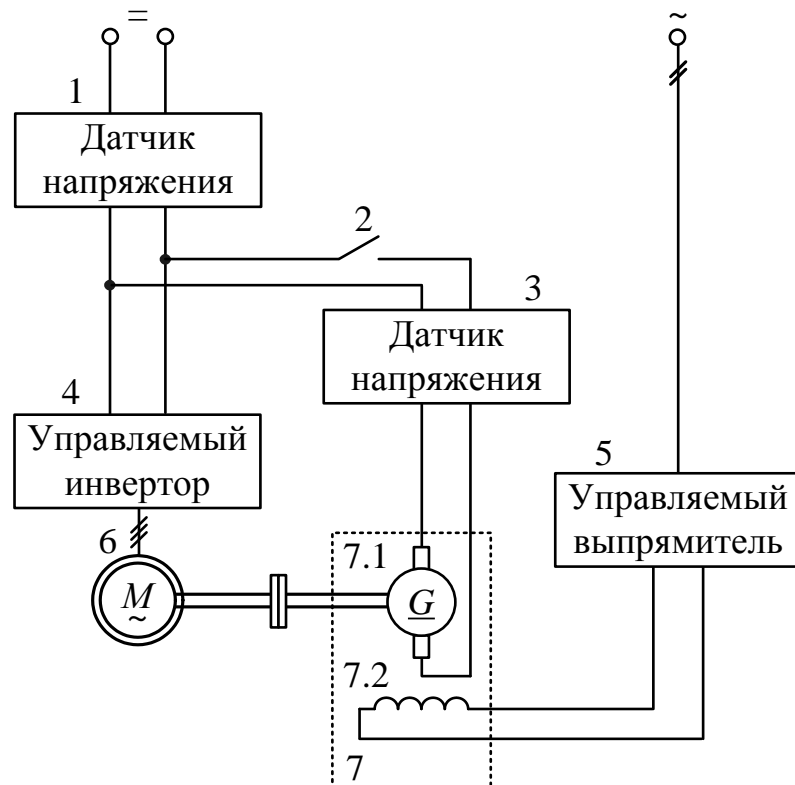 =
~
1
Датчик
напряжения
2
3
Датчик
напряжения
4
Управляемый
инвертор
5
Управляемый
выпрямитель
6
M
~
7.1
G
7.2
7